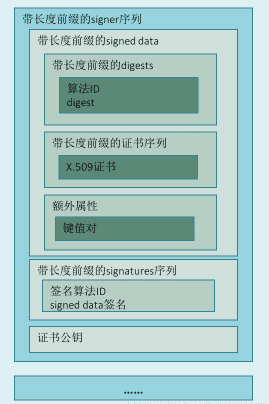 带长度前缀的signer序列
带长度前缀的signed data
带长度前缀的digests
算法ID
digest
带长度前缀的证书序列
X.509证书
额外属性
键值对
带长度前缀的signatures序列
签名算法ID
signed data签名
证书公钥
......